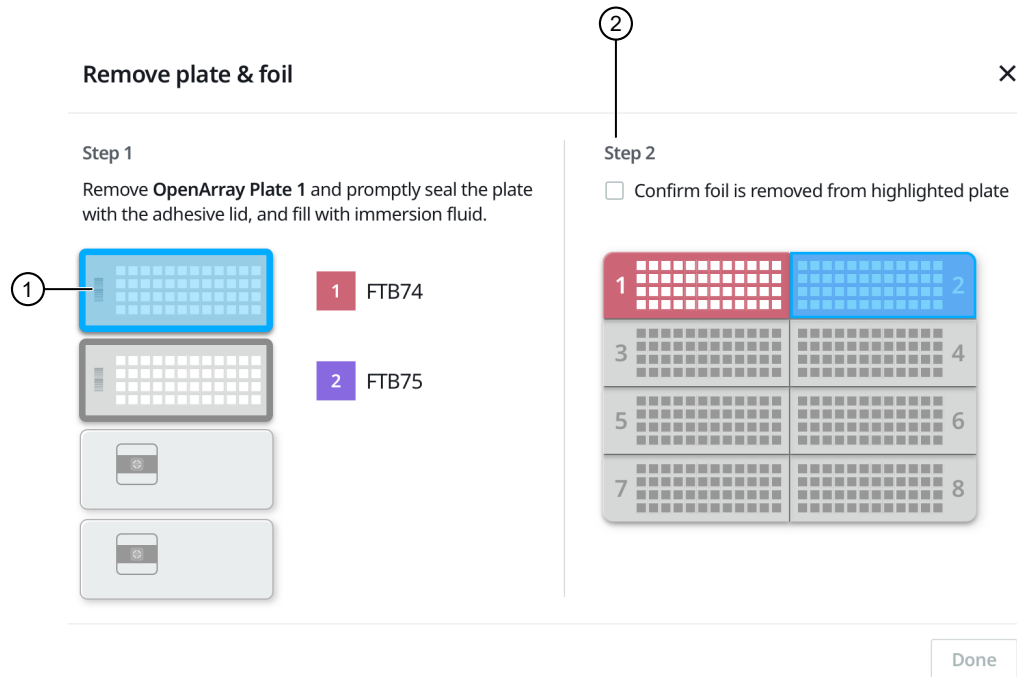 2
Remove plate & foil
Step 1
Remove OpenArray Plate 1 and promptly seal the plate
with the adhesive lid, and fill with immersion fluid.
1
1 FTB74
2 FTB75
Step 2
Confirm foil is removed from highlighted plate
1 2
3 4
5 6
7 8
Done